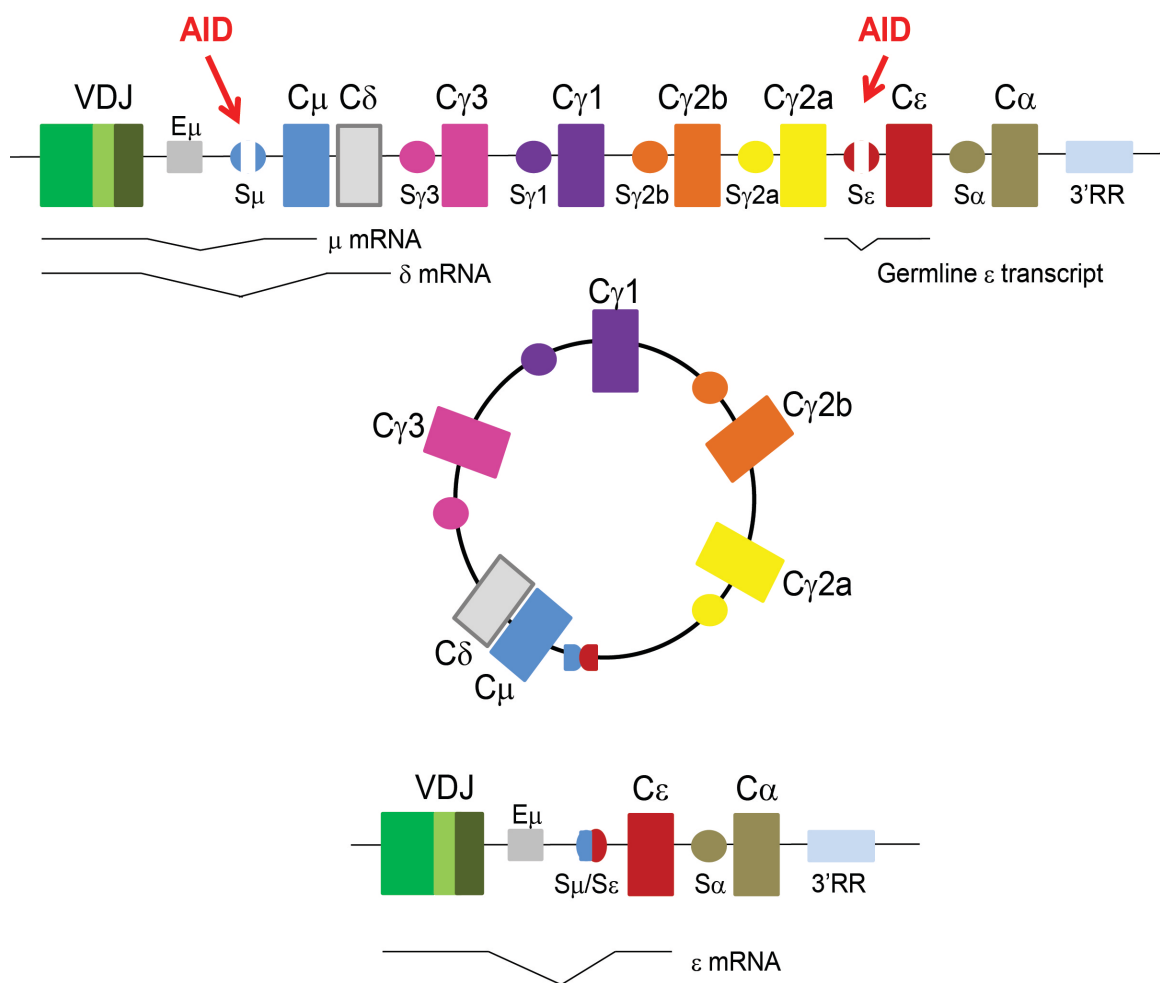 AID AID
VDJ Eμ Cμ Cδ Cγ3 Cγ1 Cγ2b Cγ2a Cε Cα
Sμ Sγ3 Sγ1 Sγ2b Sγ2a Sε Sα 3'RR
μ mRNA
δ mRNA Germline ε transcript
Cγ1
Cγ2b
Cγ3
Cγ2a
Cδ
Cμ
VDJ Eμ Cε Cα
Sμ/Sε Sα 3'RR
ε mRNA